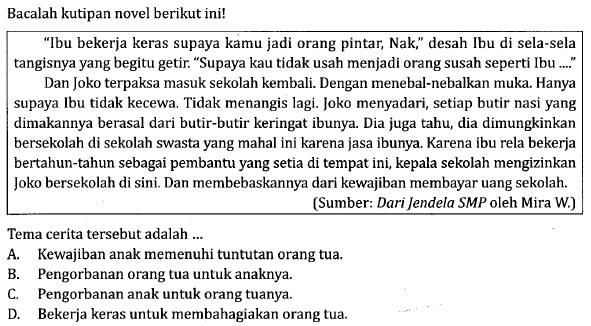 Bacalah kutipan novel berikut ini!
"Ibu bekerja keras supaya kamu jadi orang pintar, Nak," desah Ibu di sela-sela
tangisnya yang begitu getir. "Supaya kau tidak usah menjadi orang susah seperti Ibu ...."
Dan Joko terpaksa masuk sekolah kembali. Dengan menebal-nebalkan muka. Hanya
supaya Ibu tidak kecewa. Tidak menangis lagi. Joko menyadari, setiap butir nasi yang
dimakannya berasal dari butir-butir keringat ibunya. Dia juga tahu, dia dimungkinkan
bersekolah di sekolah swasta yang mahal ini karena jasa ibunya. Karena ibu rela bekerja
bertahun-tahun sebagai pembantu yang setia di tempat ini, kepala sekolah mengizinkan
Joko bersekolah di sini. Dan membebaskannya dari kewajiban membayar uang sekolah.
(Sumber: Dari Jendela SMP oleh Mira W.)
Tema cerita tersebut adalah ...
A. Kewajiban anak memenuhi tuntutan orang tua.
B. Pengorbanan orang tua untuk anaknya.
C. Pengorbanan anak untuk orang tuanya.
D. Bekerja keras untuk membahagiakan orang tua.